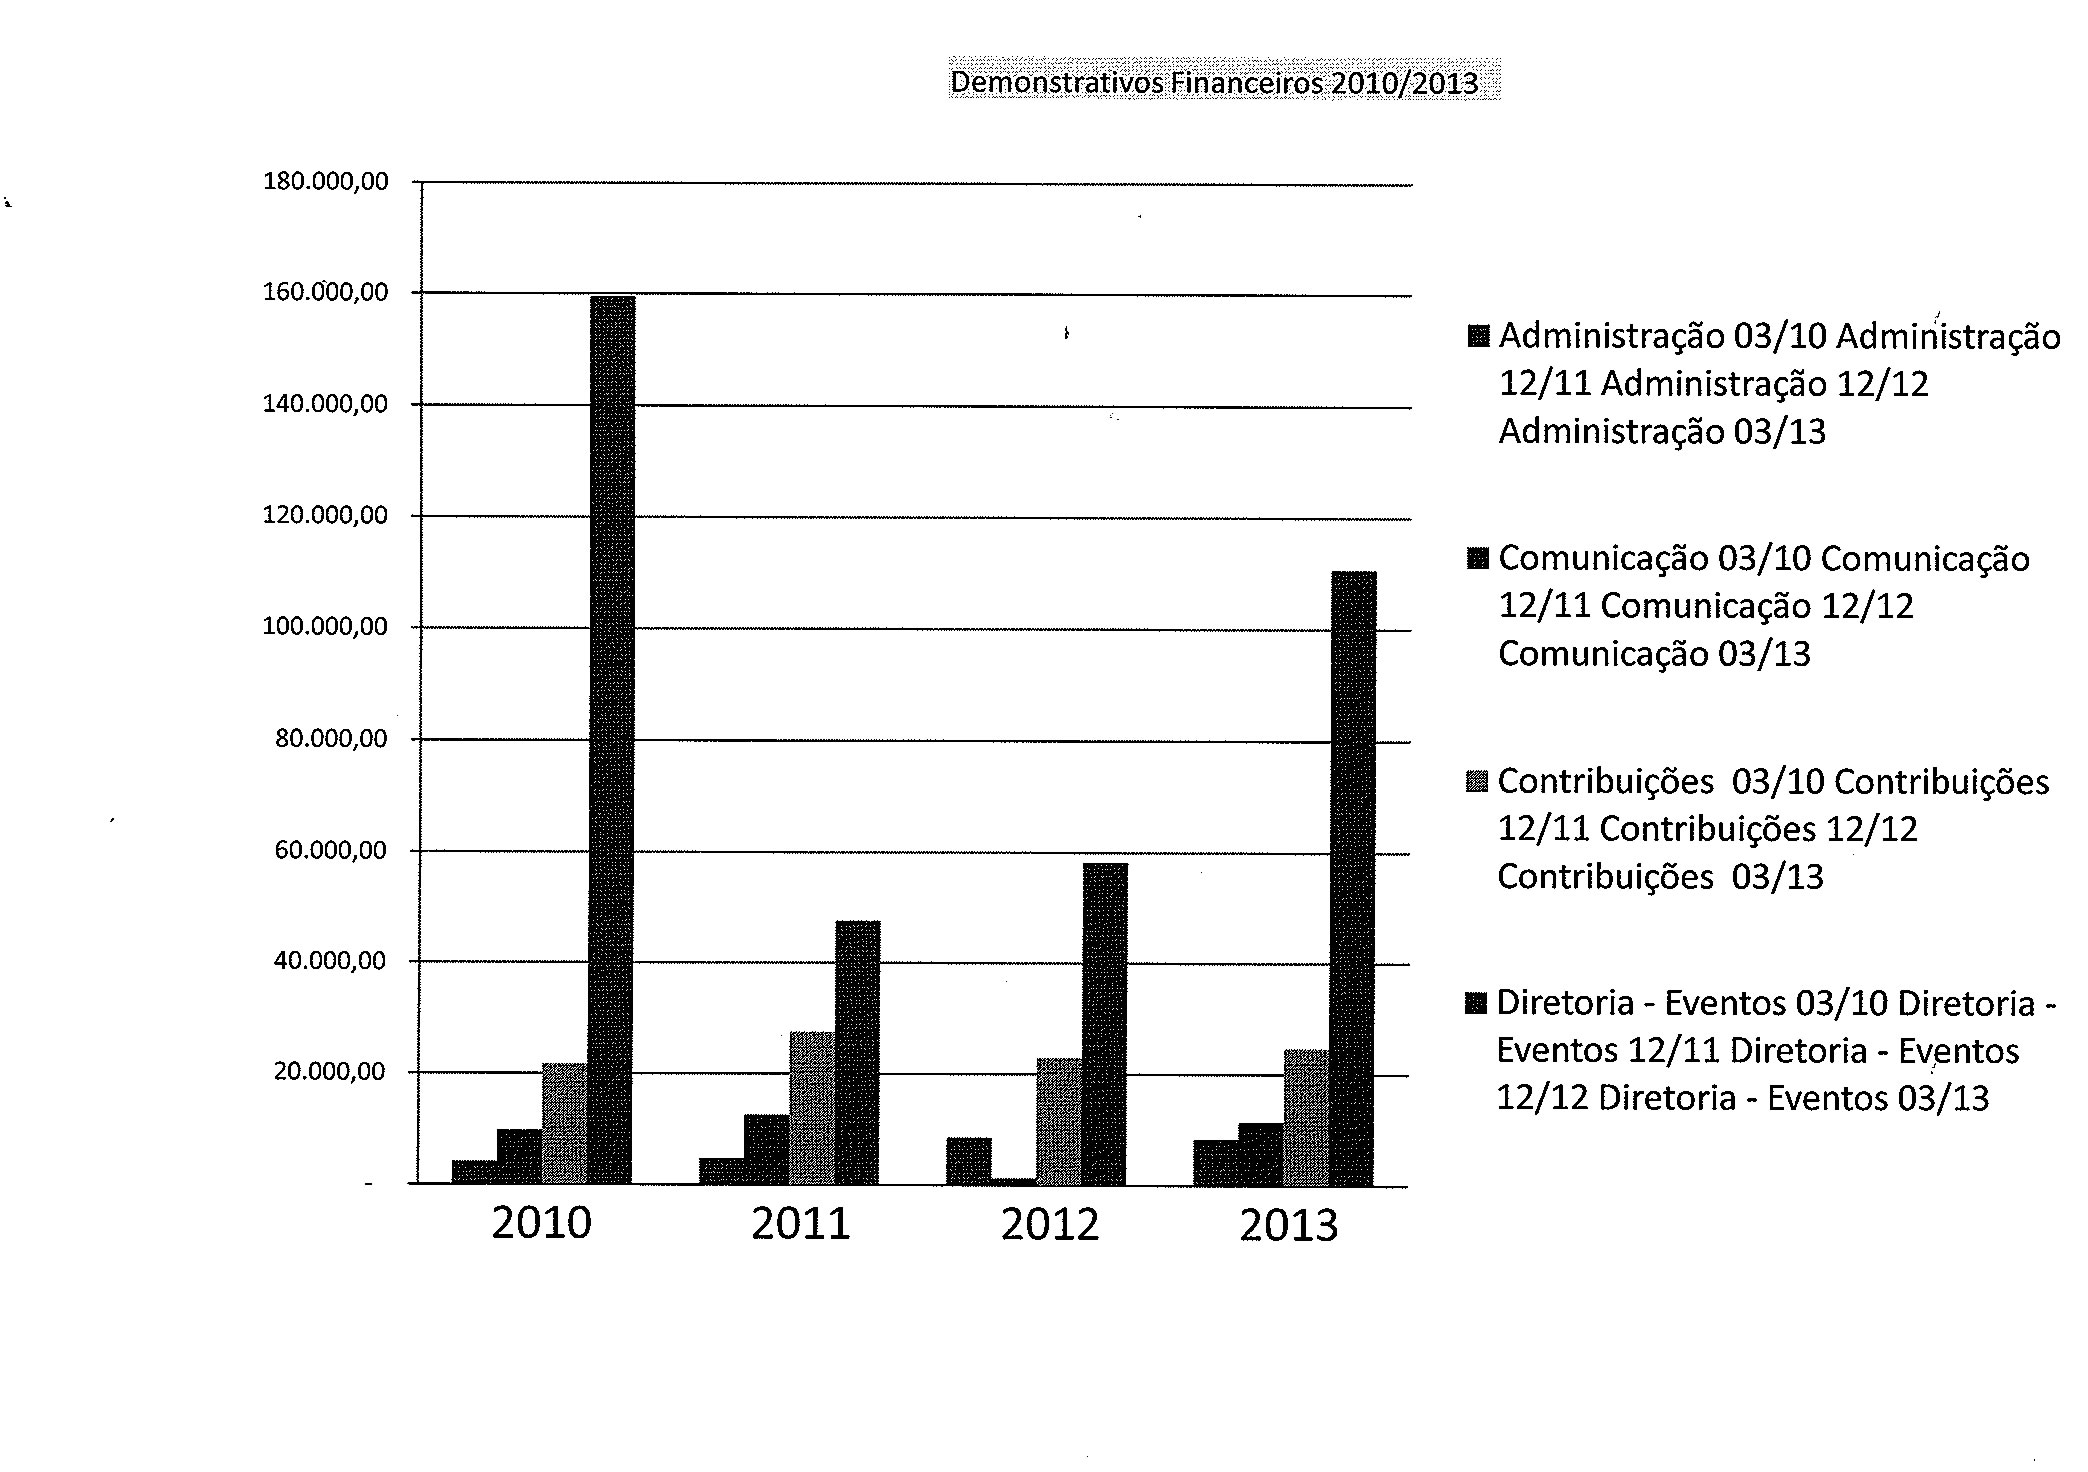 Demonstrativos Financeiros 2010/2013
180.000,00
160.000,00
140.000,00
120.000,00
100.000,00
80.000,00
60.000,00
40.000,00
20.000,00
-
2010
2011
2012
2013
Administração 03/10 Administração
12/11 Administração 12/12
Administração 03/13
Comunicação 03/10 Comunicação
12/11 Comunicação 12/12
Comunicação 03/13
Contribuições  03/10 Contribuições
12/11 Contribuições 12/12
Contribuições  03/13
Diretoria - Eventos 03/10 Diretoria -
Eventos 12/11 Diretoria - Eventos
12/12 Diretoria - Eventos 03/13